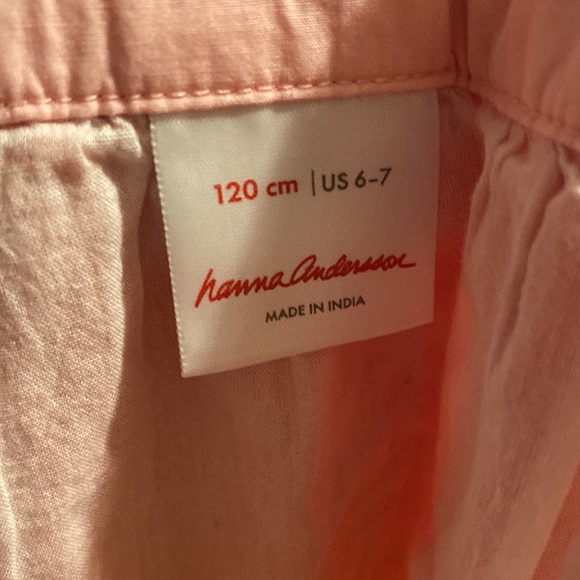 120 cm | US 6–7
hanna Andersson
MADE IN INDIA